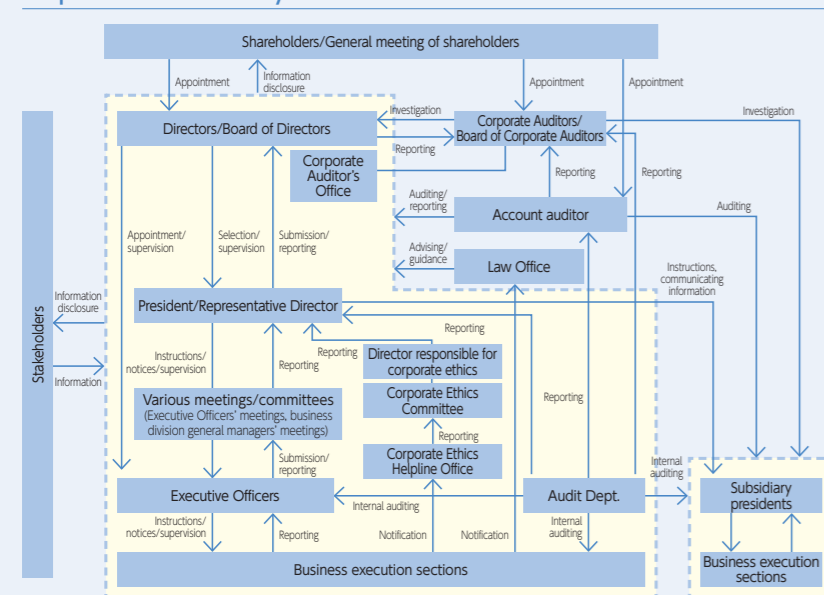 Shareholders/General meeting of shareholders
Appointment
Information
disclosure
Appointment
Appointment
Directors/Board of Directors
Investigation
Reporting
Corporate Auditors/
Board of Corporate Auditors
Investigation
Corporate
Auditor's
Office
Reporting
Reporting
Auditing/
reporting
Account auditor
Auditing
Appointment/
supervision
Selection/
supervision
Submission/
reporting
Advising/
guidance
Law Office
Instructions,
communicating
information
Stakeholders
Information
disclosure
Information
President/Representative Director
Reporting
Instructions/
notices/supervision
Reporting
Reporting
Director responsible for
corporate ethics
Various meetings/committees
(Executive Officers' meetings, business
division general managers' meetings)
Corporate Ethics
Committee
Reporting
Reporting
Corporate Ethics
Helpline Office
Submission/
reporting
Internal
auditing
Executive Officers
Internal auditing
Audit Dept.
Subsidiary
presidents
Instructions/
notices/supervision
Reporting
Notification
Notification
Internal
auditing
Business execution sections
Business execution
sections